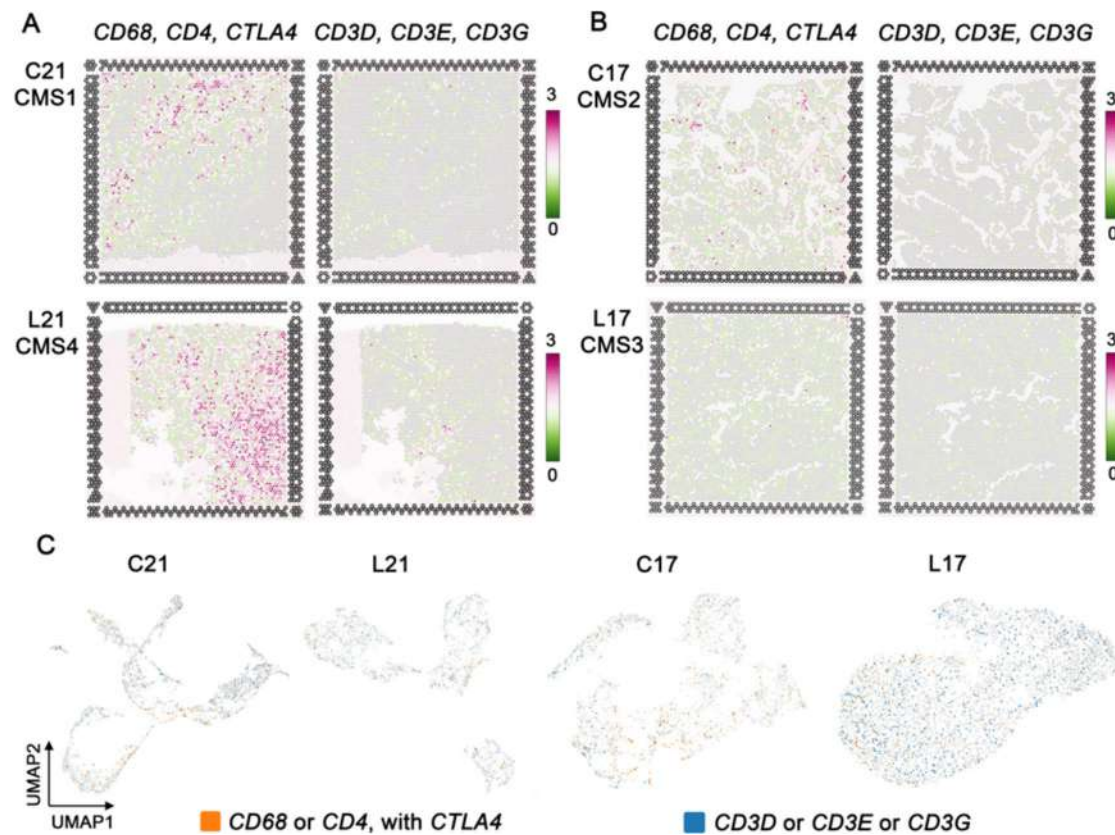 A
CD68, CD4, CTLA4 CD3D, CD3E, CD3G
C21
CMS1
3
0
L21
CMS4
3
0
B
CD68, CD4, CTLA4 CD3D, CD3E, CD3G
C17
CMS2
3
0
L17
CMS3
3
0
C
C21 L21 C17 L17
UMAP2
UMAP1
CD68 or CD4, with CTLA4
CD3D or CD3E or CD3G